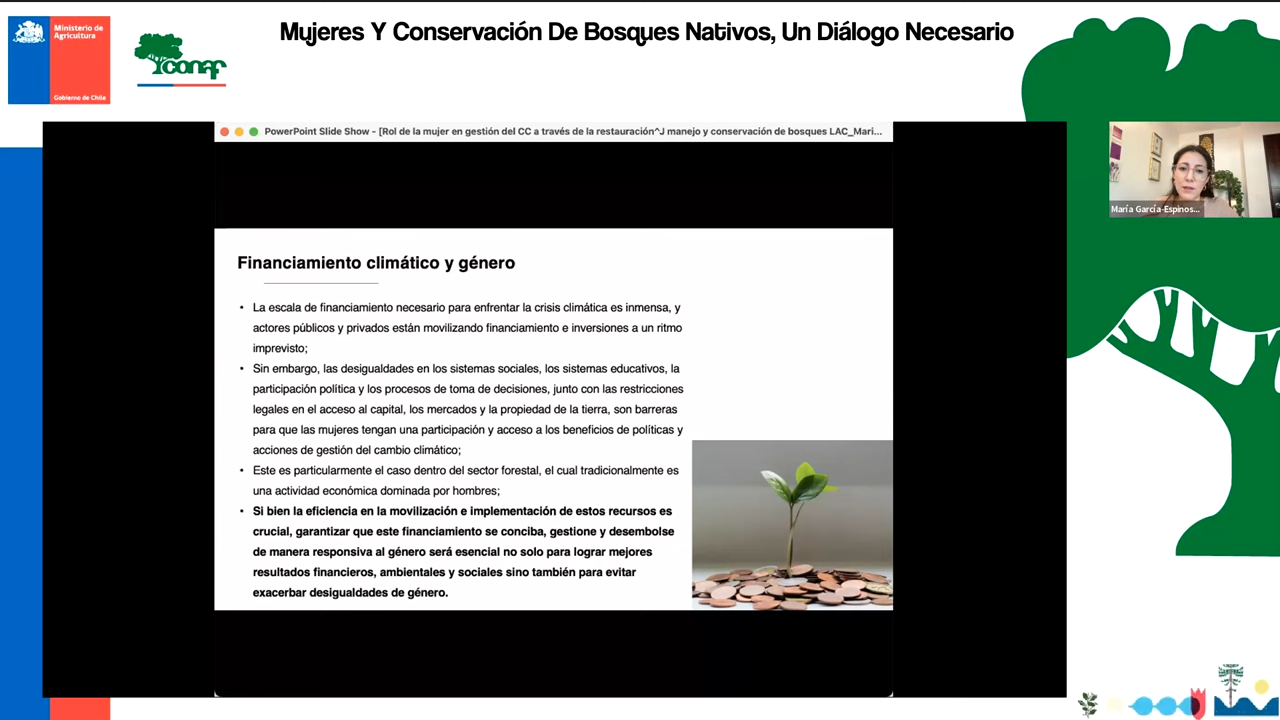 Mujeres Y Conservación De Bosques Nativos, Un Diálogo Necesario
Ministerio de
Agricultura
Gobierno de Chile
conaf
PowerPoint Slide Show - [Rol de la mujer en gestión del CC a través de la restauración^J manejo y conservación de bosques LAC_Mari...
María García-Espinos...
Financiamiento climático y género
• La escala de financiamiento necesario para enfrentar la crisis climática es inmensa, y
actores públicos y privados están movilizando financiamiento e inversiones a un ritmo
imprevisto;
• Sin embargo, las desigualdades en los sistemas sociales, los sistemas educativos, la
participación política y los procesos de toma de decisiones, junto con las restricciones
legales en el acceso al capital, los mercados y la propiedad de la tierra, son barreras
para que las mujeres tengan una participación y acceso a los beneficios de políticas y
acciones de gestión del cambio climático;
• Este es particularmente el caso dentro del sector forestal, el cual tradicionalmente es
una actividad económica dominada por hombres;
• Si bien la eficiencia en la movilización e implementación de estos recursos es
crucial, garantizar que este financiamiento se conciba, gestione y desembolse
de manera responsiva al género será esencial no solo para lograr mejores
resultados financieros, ambientales y sociales sino también para evitar
exacerbar desigualdades de género.